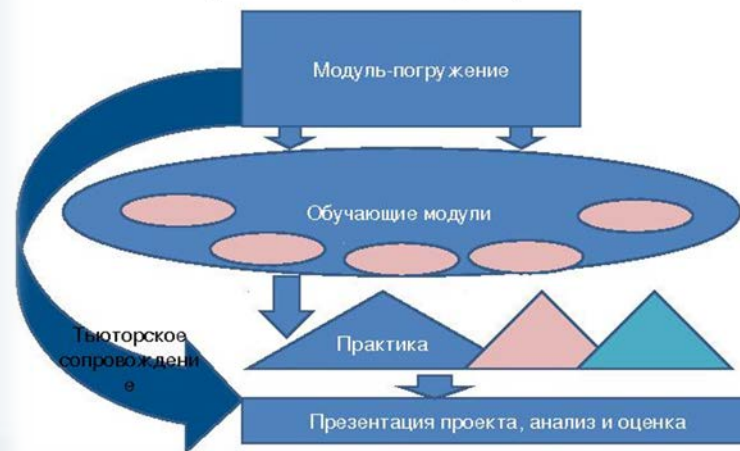 Модуль-погружение
Обучающие модули
Тьюторское
сопровождени
е
Практика
Презентация проекта, анализ и оценка